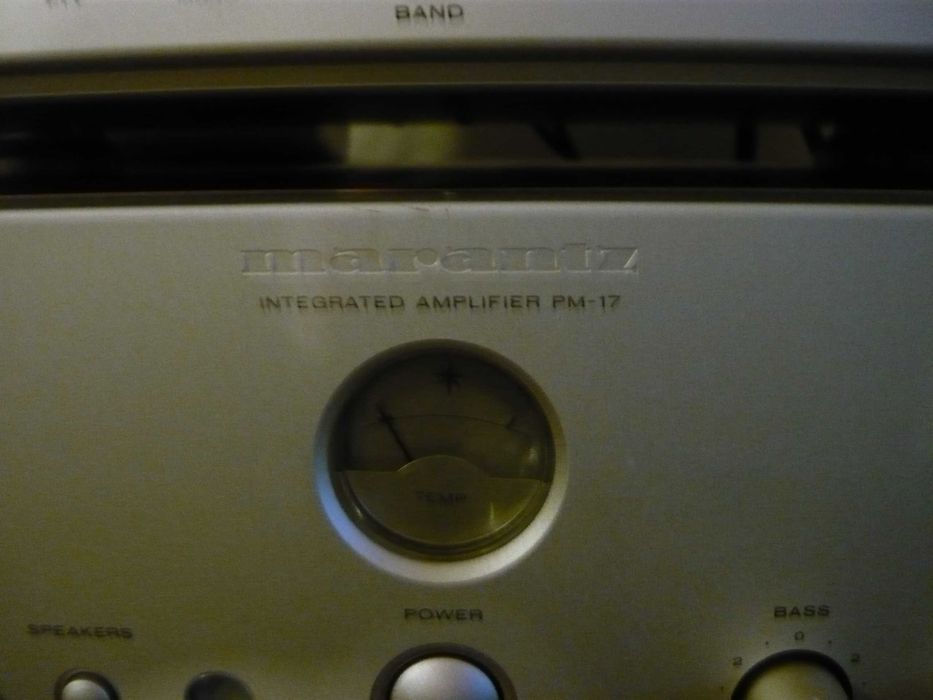 BAND
marantz
INTEGRATED AMPLIFIER PM-17
TEMP
POWER
BASS
SPEAKERS
0
2 2